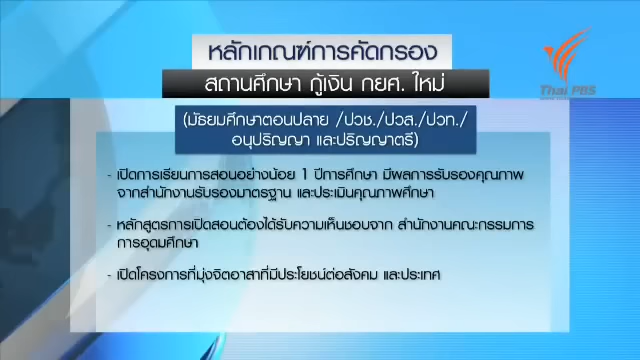 หลักเกณฑ์การคัดกรอง
สถานศึกษา กู้เงิน กยศ. ใหม่
Thai PBS
(มัธยมศึกษาตอนปลาย /ปวช./ปวส./ปวท./
อนุปริญญา และปริญญาตรี)
- เปิดการเรียนการสอนอย่างน้อย 1 ปีการศึกษา มีผลการรับรองคุณภาพ
จากสำนักงานรับรองมาตรฐาน และประเมินคุณภาพศึกษา
- หลักสูตรการเปิดสอนต้องได้รับความเห็นชอบจาก สำนักงานคณะกรรมการ
การอุดมศึกษา
- เปิดโครงการที่มุ่งจิตอาสาที่มีประโยชน์ต่อสังคม และประเทศ